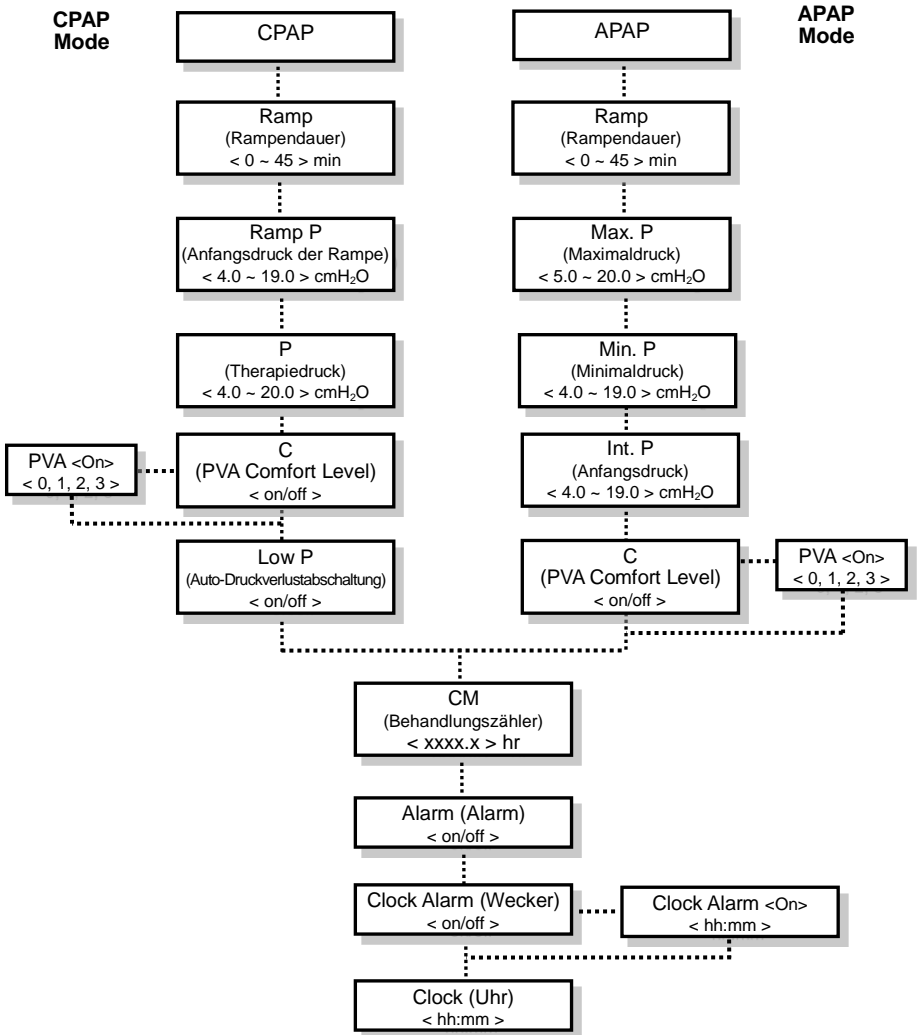 CPAP
Mode
CPAP
Ramp
(Rampendauer)
< 0 ~ 45 > min
Ramp P
(Anfangsdruck der Rampe)
< 4.0 ~ 19.0 > cmH₂O
P
(Therapiedruck)
< 4.0 ~ 20.0 > cmH₂O
C
(PVA Comfort Level)
< on/off >
PVA <On>
< 0, 1, 2, 3 >
Low P
(Auto-Druckverlustabschaltung)
< on/off >
APAP
Mode
APAP
Ramp
(Rampendauer)
< 0 ~ 45 > min
Max. P
(Maximaldruck)
< 5.0 ~ 20.0 > cmH₂O
Min. P
(Minimaldruck)
< 4.0 ~ 19.0 > cmH₂O
Int. P
(Anfangsdruck)
< 4.0 ~ 19.0 > cmH₂O
C
(PVA Comfort Level)
< on/off >
PVA <On>
< 0, 1, 2, 3 >
CM
(Behandlungszähler)
< xxxx.x > hr
Alarm (Alarm)
< on/off >
Clock Alarm (Wecker)
< on/off >
Clock Alarm <On>
< hh:mm >
Clock (Uhr)
< hh:mm >